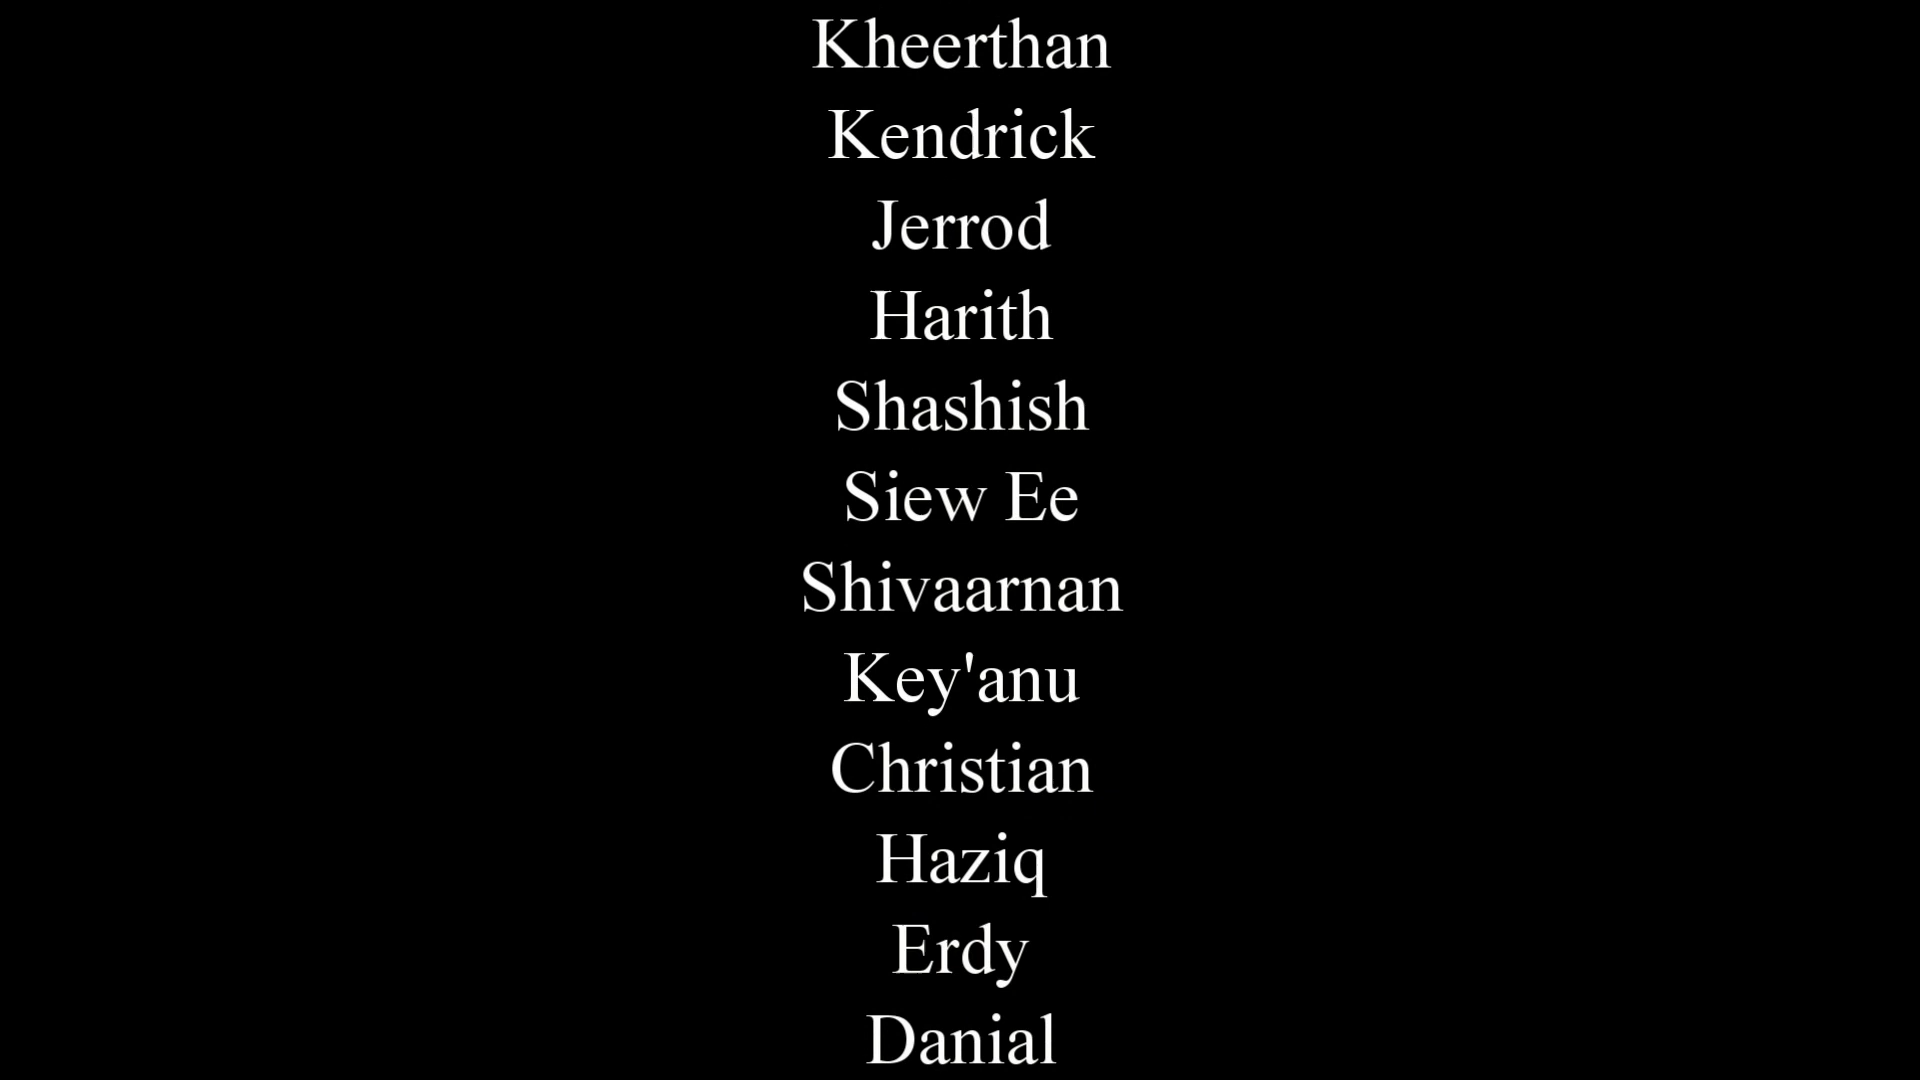 Kheerthan
Kendrick
Jerrod
Harith
Shashish
Siew Ee
Shivaarnan
Key'anu
Christian
Haziq
Erdy
Danial